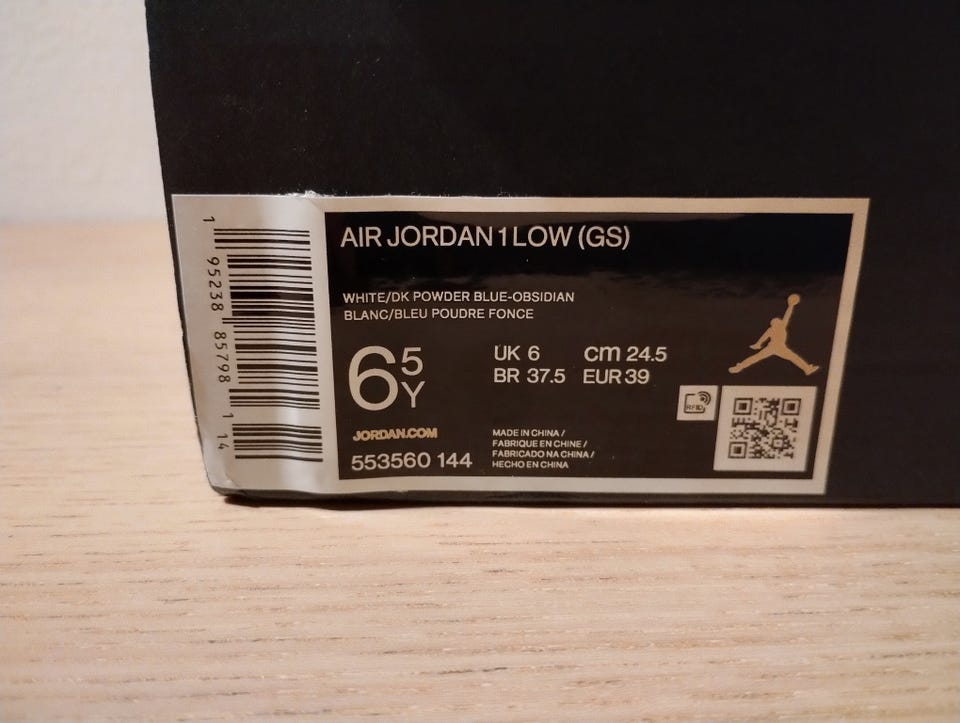 AIR JORDAN 1 LOW (GS)
WHITE/DK POWDER BLUE-OBSIDIAN
BLANC/BLEU POUDRE FONCE
6 5Y
UK 6 cm 24.5
BR 37.5 EUR 39
RFID
JORDAN.COM
553560 144
MADE IN CHINA /
FABRIQUE EN CHINE /
FABRICADO NA CHINA /
HECHO EN CHINA
1 95238 85798 1 14